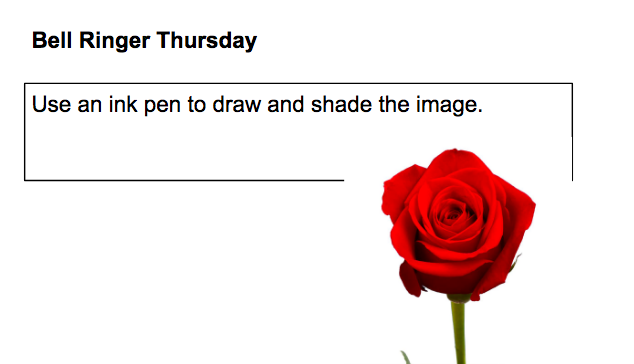 Bell Ringer Thursday
Use an ink pen to draw and shade the image.